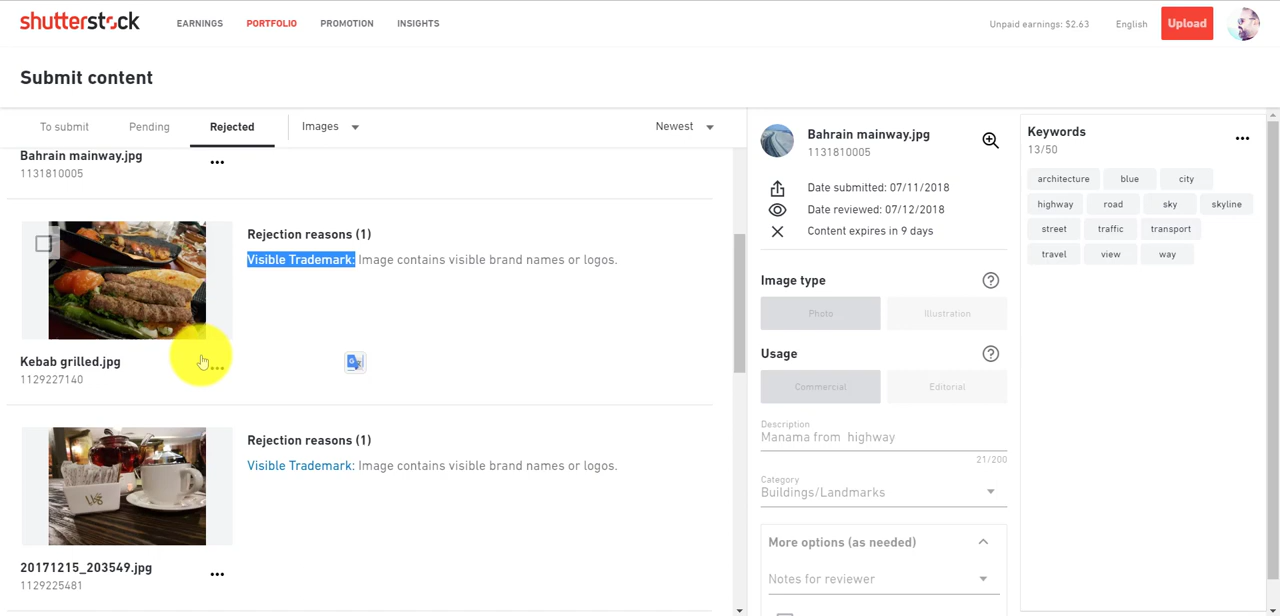 shutterstock
EARNINGS
PORTFOLIO
PROMOTION
INSIGHTS
Unpaid earnings: $2.63
English
Upload
Submit content
To submit
Pending
Rejected
Images
Newest
Bahrain mainway.jpg
1131810005
Rejection reasons (1)
Visible Trademark: Image contains visible brand names or logos.
Kebab grilled.jpg
1129227140
Rejection reasons (1)
Visible Trademark: Image contains visible brand names or logos.
20171215_203549.jpg
1129225481
Bahrain mainway.jpg
1131810005
Date submitted: 07/11/2018
Date reviewed: 07/12/2018
Content expires in 9 days
Image type
Photo
Illustration
Usage
Commercial
Editorial
Description
Manama from highway
21/200
Category
Buildings/Landmarks
More options (as needed)
Notes for reviewer
Keywords
13/50
architecture
blue
city
highway
road
sky
skyline
street
traffic
transport
travel
view
way